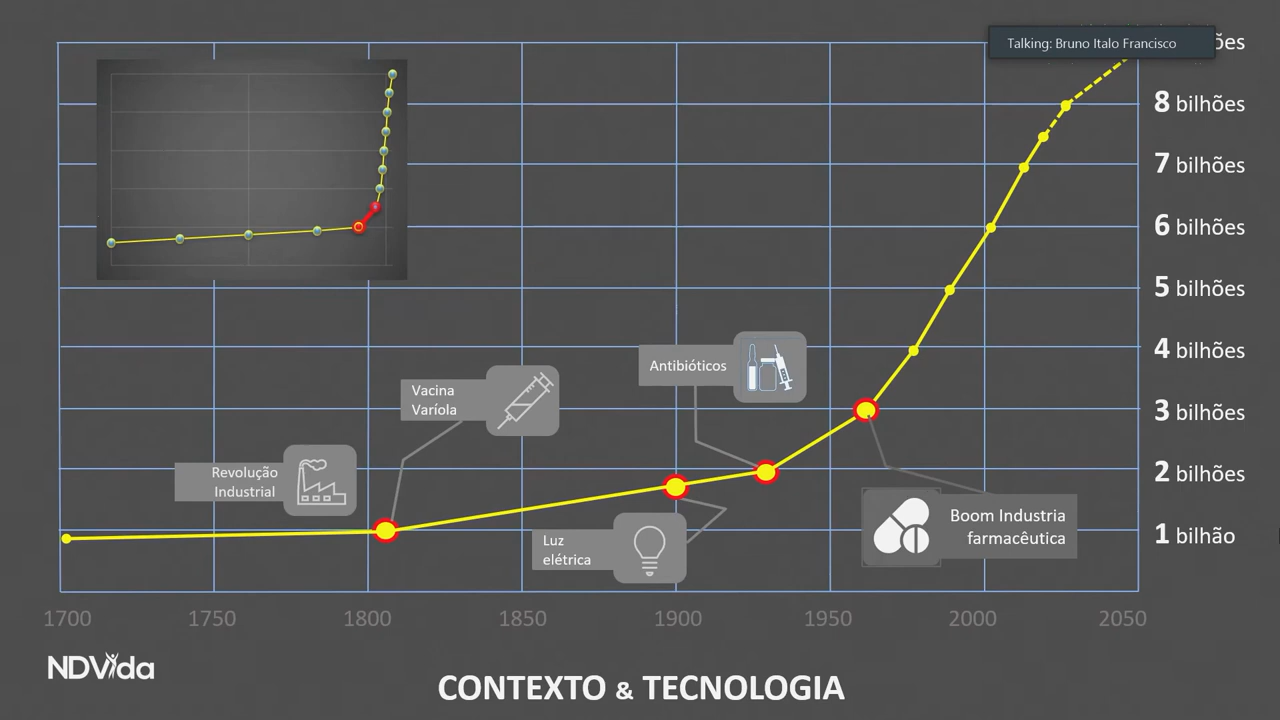 Talking: Bruno Italo Francisco
ões
8 bilhões
7 bilhões
6 bilhões
5 bilhões
4 bilhões
3 bilhões
2 bilhões
1 bilhão
Antibióticos
Vacina
Varíola
Revolução
Industrial
Luz
elétrica
Boom Industria
farmacêutica
1700 1750 1800 1850 1900 1950 2000 2050
NDVida
CONTEXTO & TECNOLOGIA